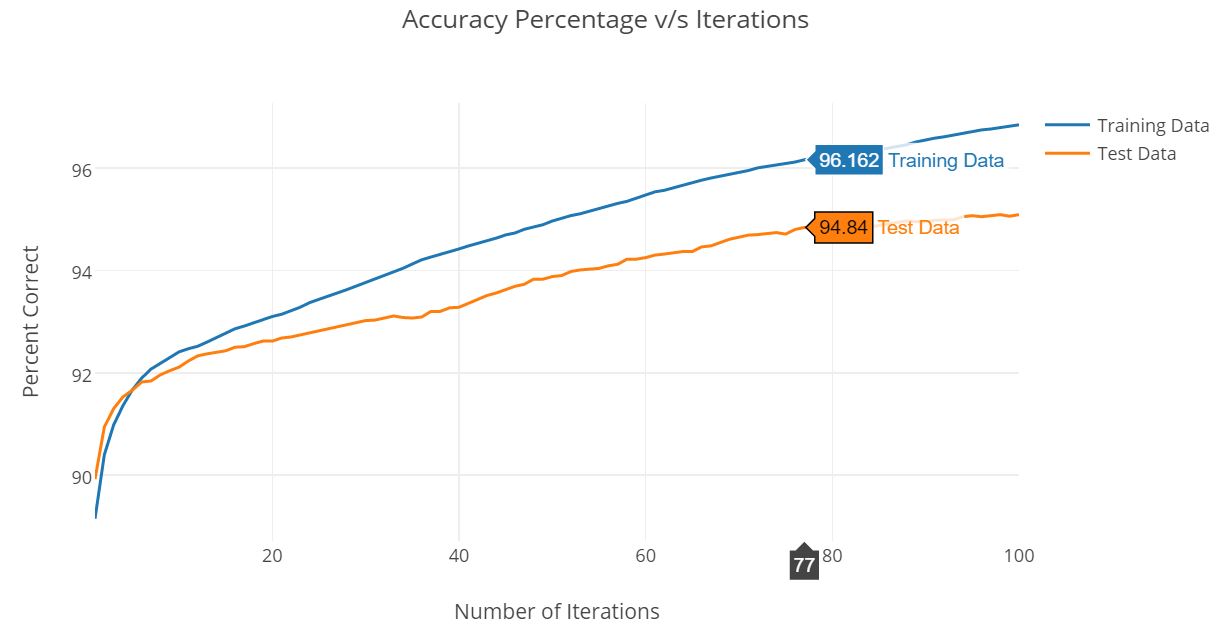 Accuracy Percentage v/s Iterations
Training Data
Test Data
96
94
92
90
Percent Correct
96.162 Training Data
94.84 Test Data
20 40 60 77 80 100
Number of Iterations